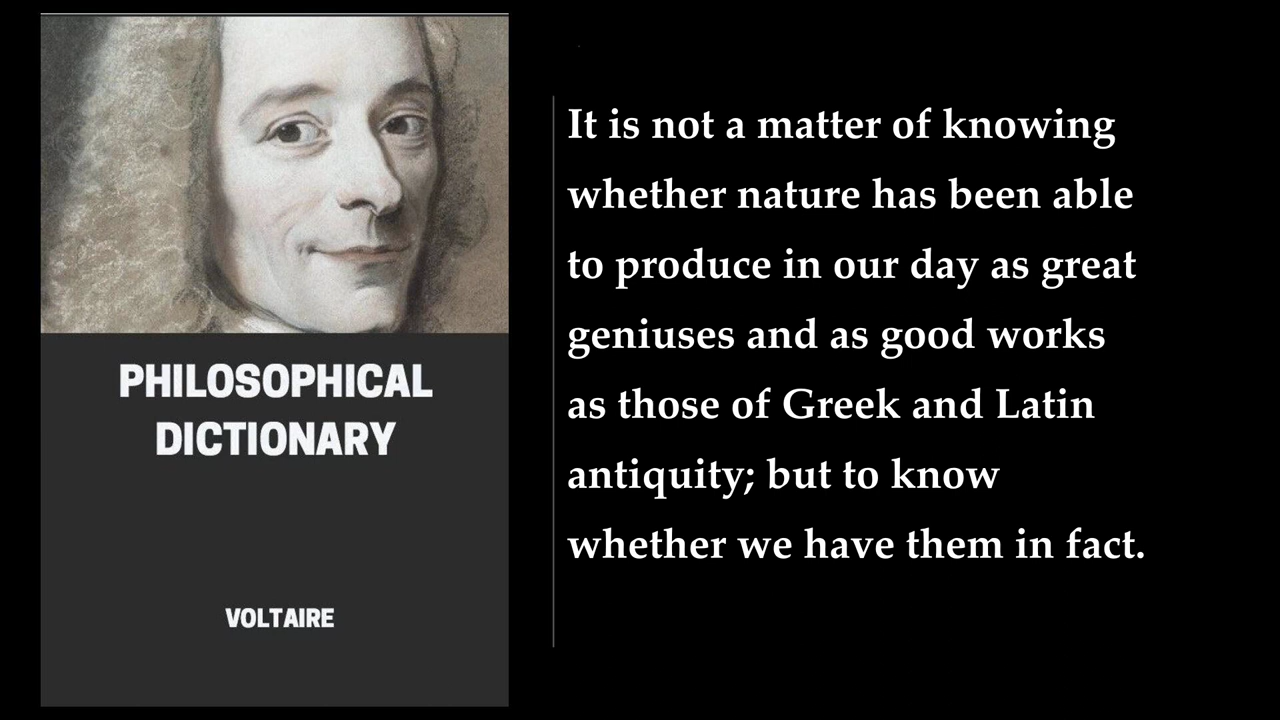 PHILOSOPHICAL
DICTIONARY
VOLTAIRE
It is not a matter of knowing
whether nature has been able
to produce in our day as great
geniuses and as good works
as those of Greek and Latin
antiquity; but to know
whether we have them in fact.